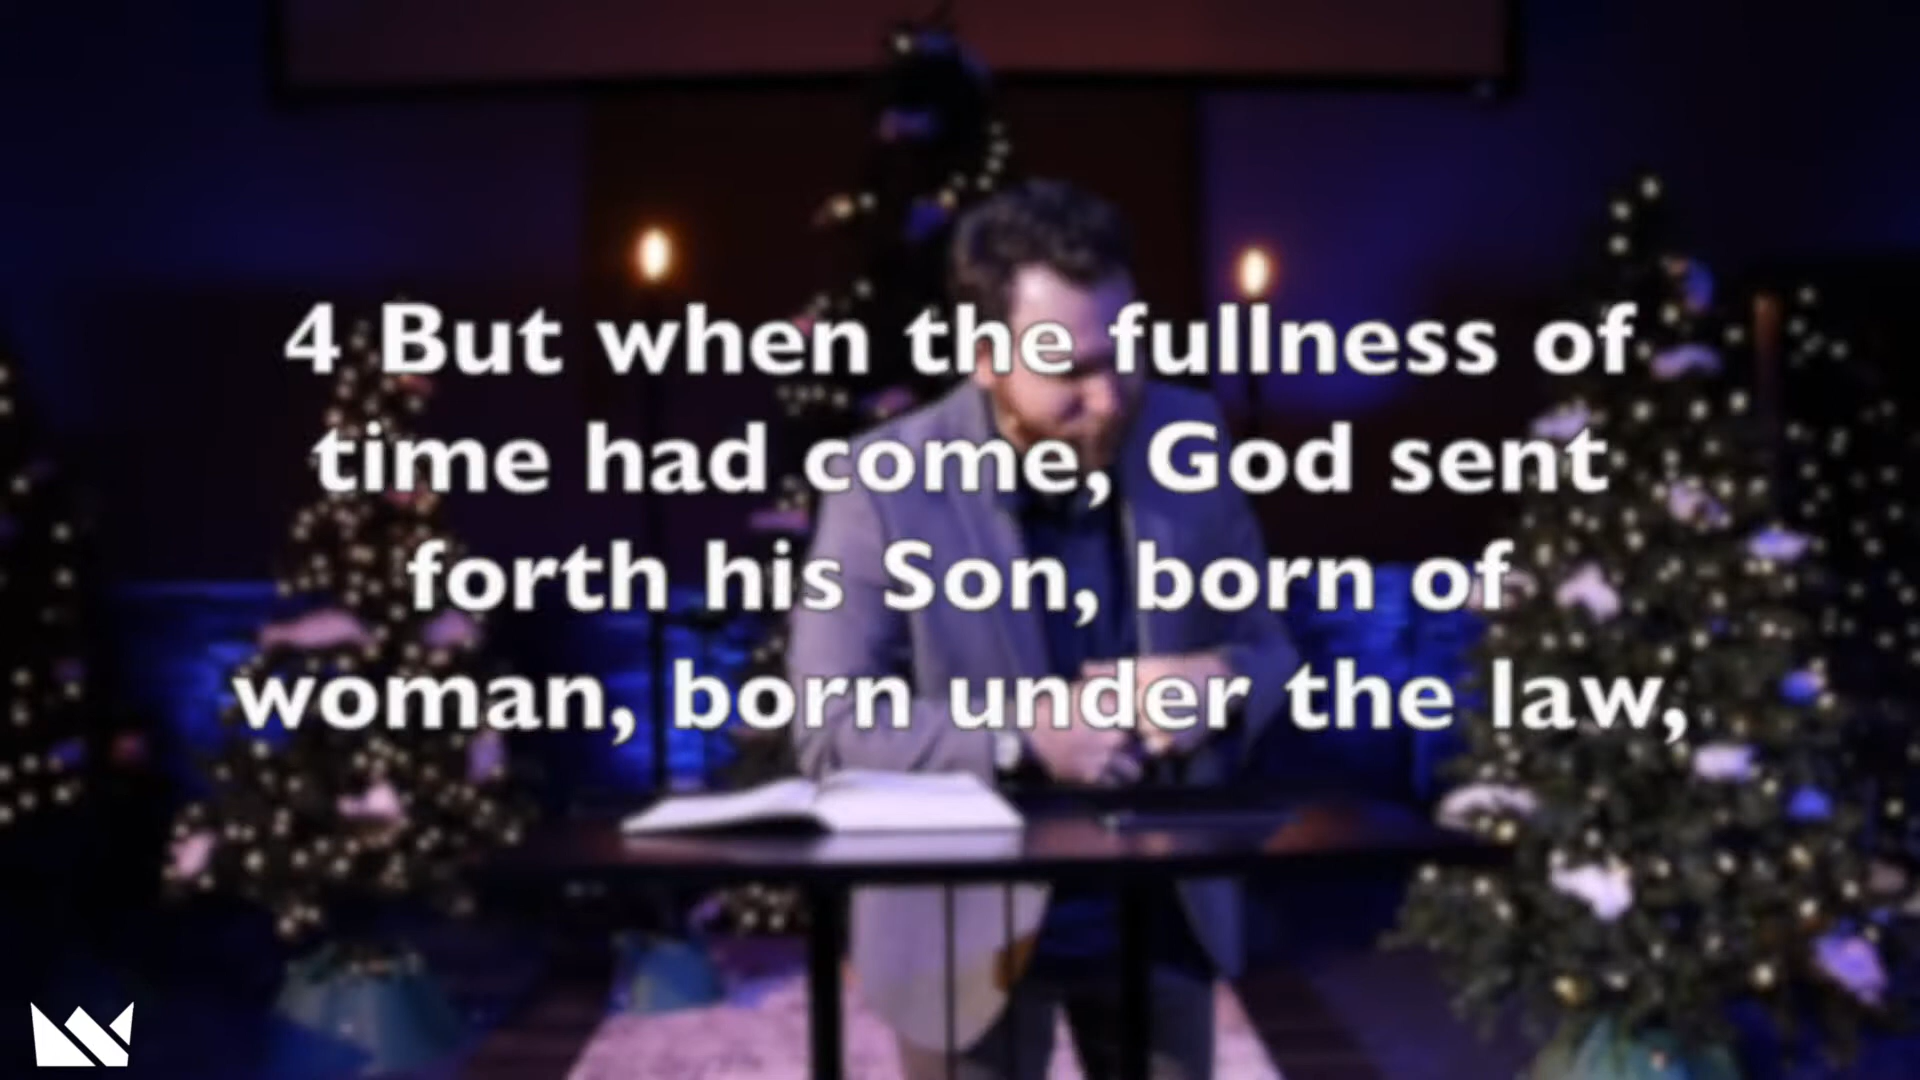 4 But when the fullness of
time had come, God sent
forth his Son, born of
woman, born under the law,